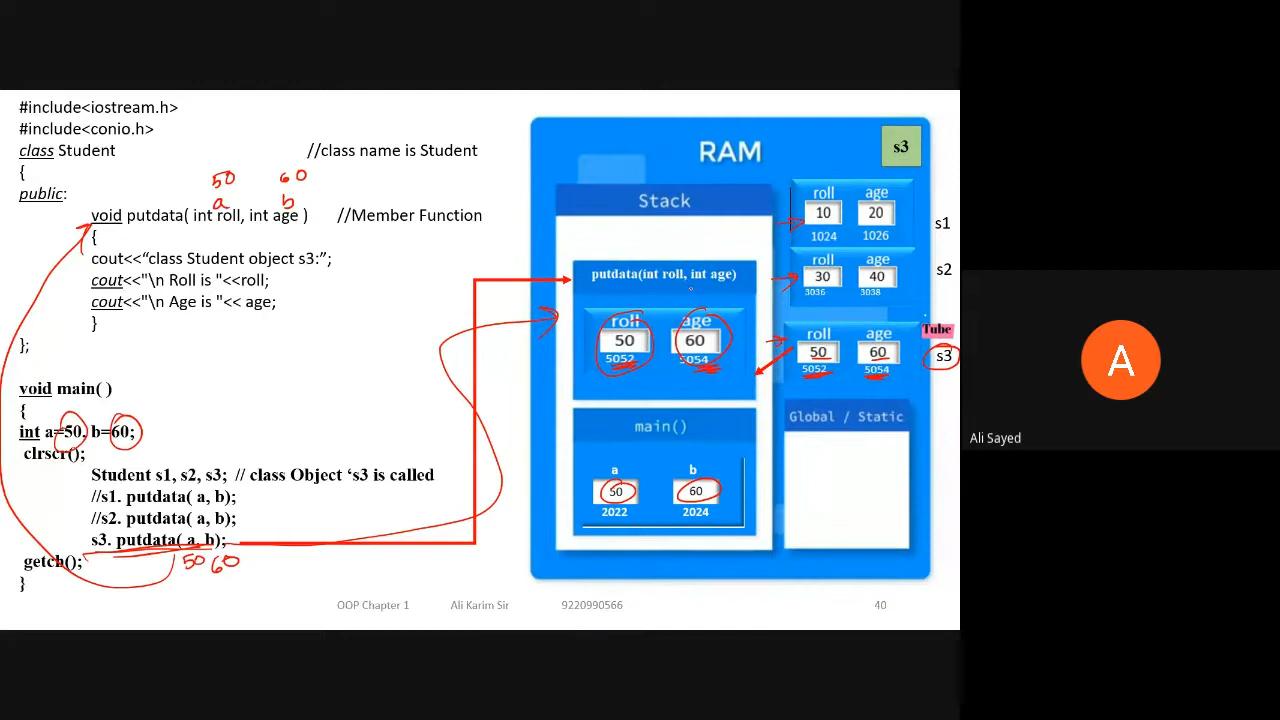 #include<iostream.h>
#include<conio.h>
class Student //class name is Student
{
50 60
public:
a b
void putdata( int roll, int age ) //Member Function
{
cout<<“class Student object s3:”;
cout<<"\n Roll is "<<roll;
cout<<"\n Age is "<< age;
}
};
void main( )
{
int a=50, b=60;
clrscr();
Student s1, s2, s3; // class Object ‘s3 is called
//s1. putdata( a, b);
//s2. putdata( a, b);
s3. putdata( a, b);
getch(); 50 60
}
RAM
s3
Stack
putdata(int roll, int age)
roll age
50 60
5052 5054
main()
a b
50 60
2022 2024
roll age
10 20
1024 1026
s1
roll age
30 40
3036 3038
s2
Tube
roll age
50 60
5052 5054
s3
Global / Static
OOP Chapter 1 Ali Karim Sir 9220990566 40
A
Ali Sayed